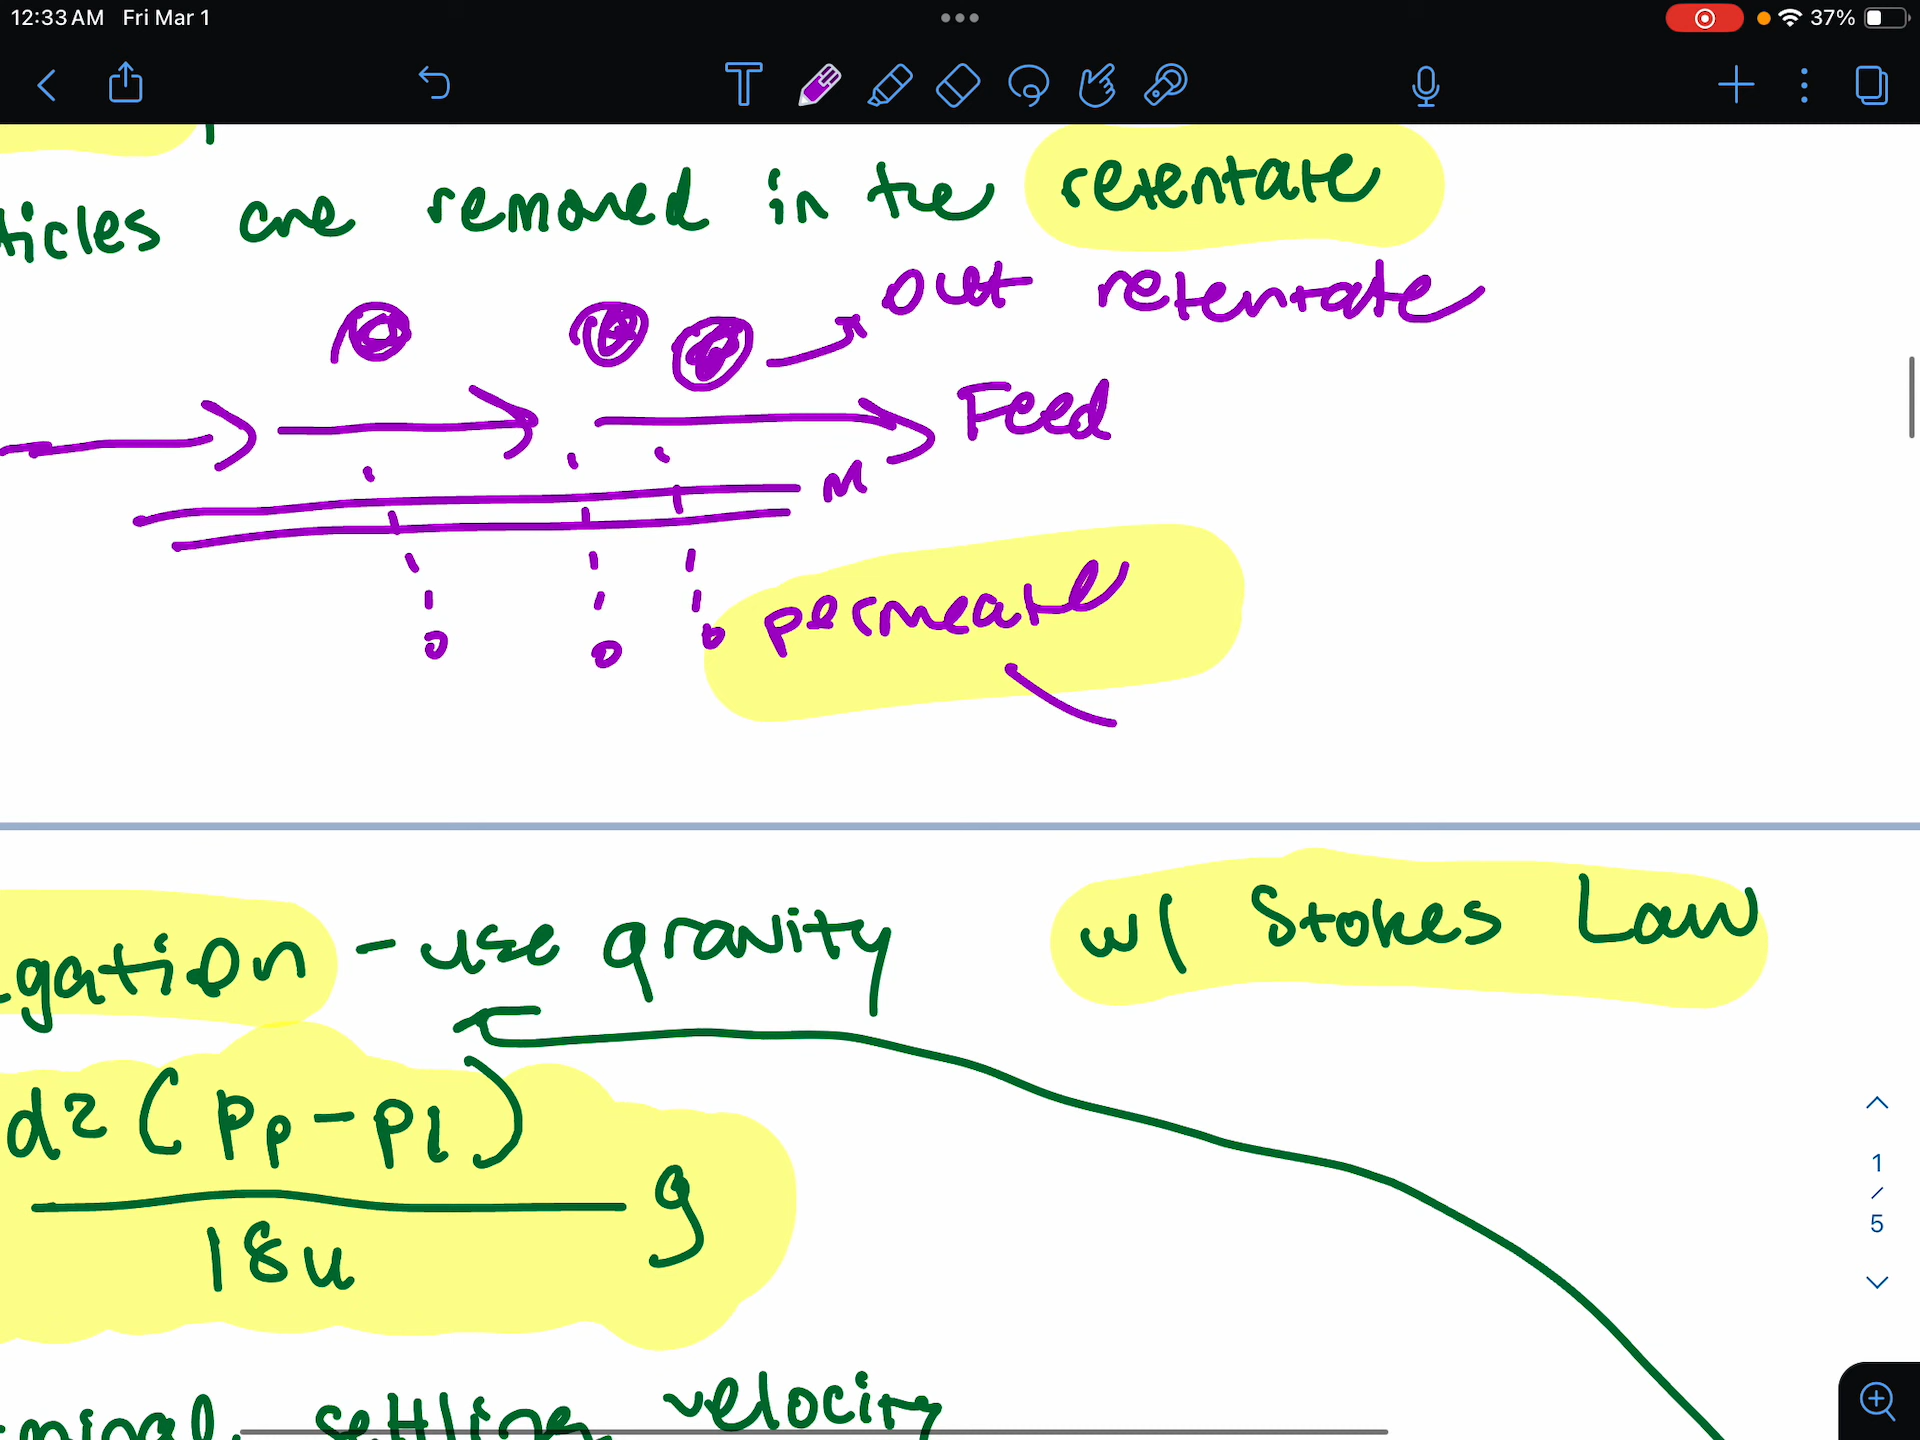 12:33 AM Fri Mar 1
37%
ticles are removed in the retentate
out retentate
Feed
M
permeate
gation - use gravity w/ Stokes Law
d2 (Pp - Pl)
g
18u
1
/
5
minal settling velocity